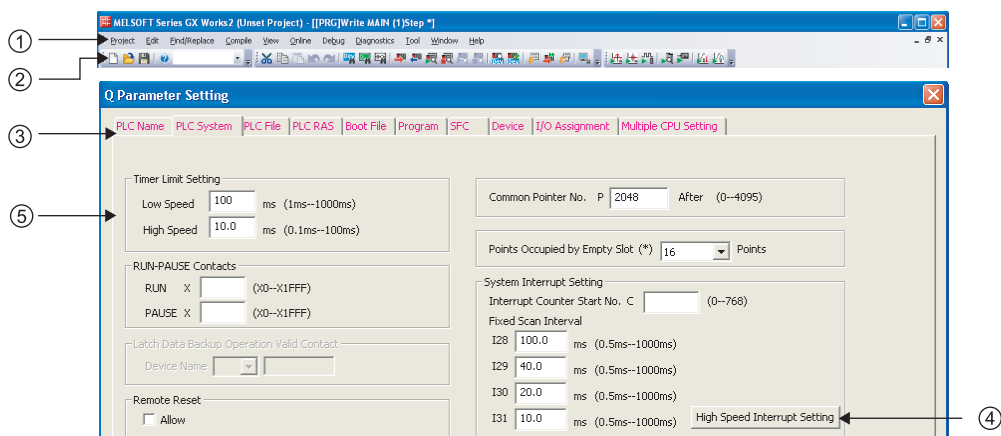 MELSOFT Series GX Works2 (Unset Project) - [[PRG]Write MAIN (1)Step *]
① Project Edit Find/Replace Compile View Online Debug Diagnostics Tool Window Help
②
Q Parameter Setting
③ PLC Name PLC System PLC File PLC RAS Boot File Program SFC Device I/O Assignment Multiple CPU Setting
⑤
Timer Limit Setting
Low Speed 100 ms (1ms--1000ms)
High Speed 10.0 ms (0.1ms--100ms)
RUN-PAUSE Contacts
RUN X (X0--X1FFF)
PAUSE X (X0--X1FFF)
Latch Data Backup Operation Valid Contact
Device Name
Remote Reset
Allow
Common Pointer No. P 2048 After (0--4095)
Points Occupied by Empty Slot (*) 16 Points
System Interrupt Setting
Interrupt Counter Start No. C (0--768)
Fixed Scan Interval
I28 100.0 ms (0.5ms--1000ms)
I29 40.0 ms (0.5ms--1000ms)
I30 20.0 ms (0.5ms--1000ms)
I31 10.0 ms (0.5ms--1000ms) High Speed Interrupt Setting ④